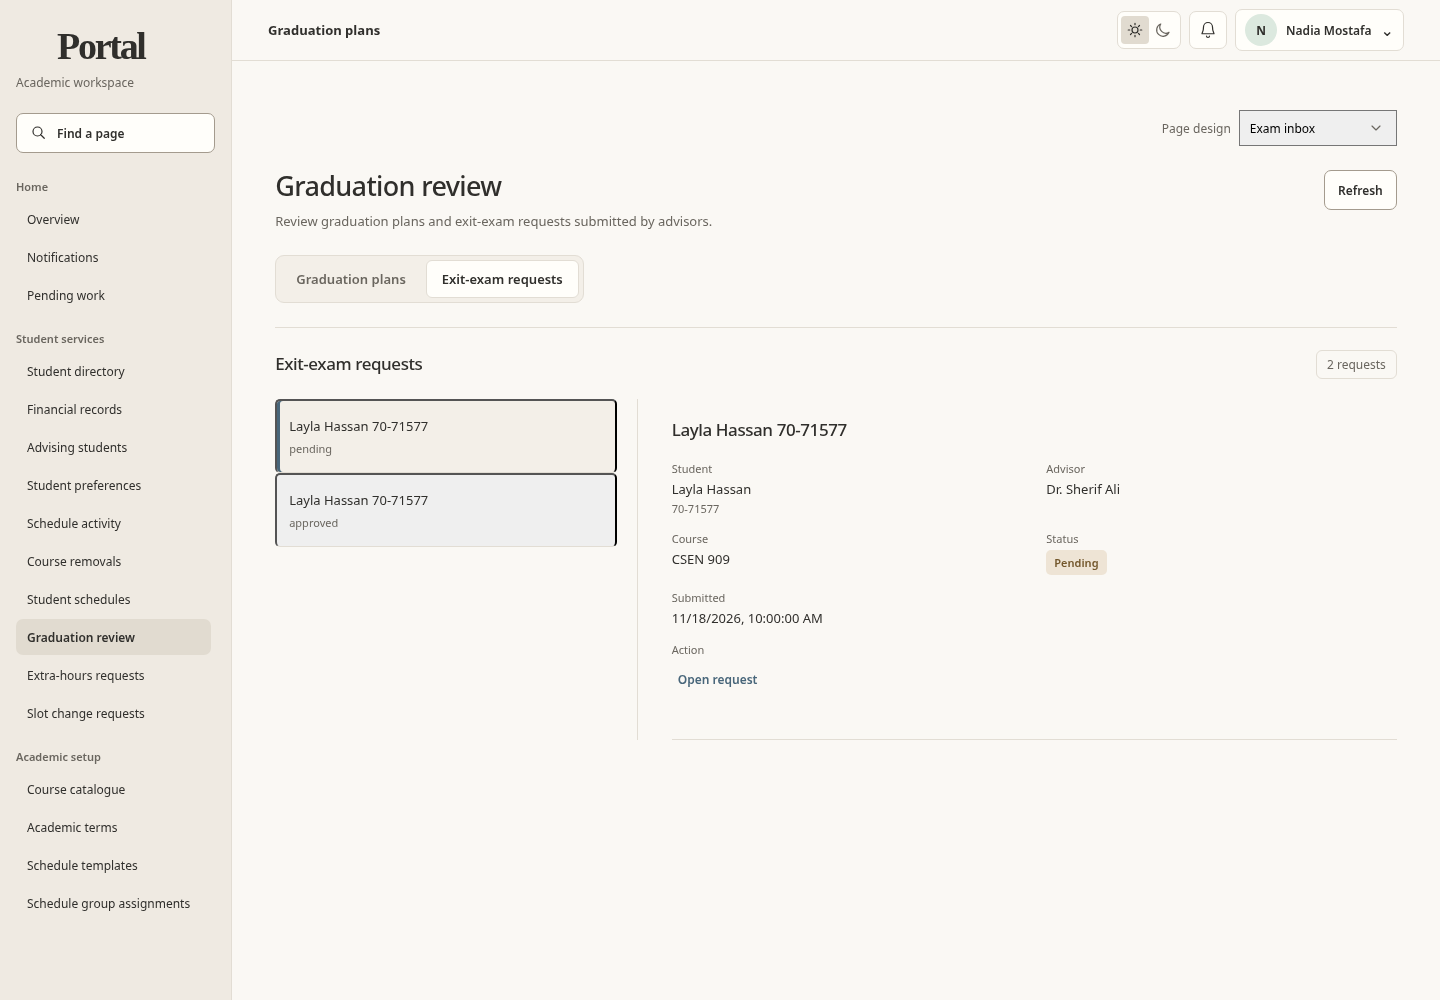 Portal
Academic workspace
Find a page
Home
Overview
Notifications
Pending work
Student services
Student directory
Financial records
Advising students
Student preferences
Schedule activity
Course removals
Student schedules
Graduation review
Extra-hours requests
Slot change requests
Academic setup
Course catalogue
Academic terms
Schedule templates
Schedule group assignments
Graduation plans
N Nadia Mostafa
Page design Exam inbox
Graduation review
Refresh
Review graduation plans and exit-exam requests submitted by advisors.
Graduation plans Exit-exam requests
Exit-exam requests
2 requests
Layla Hassan 70-71577
pending
Layla Hassan 70-71577
approved
Layla Hassan 70-71577
Student
Layla Hassan
70-71577
Advisor
Dr. Sherif Ali
Course
CSEN 909
Status
Pending
Submitted
11/18/2026, 10:00:00 AM
Action
Open request